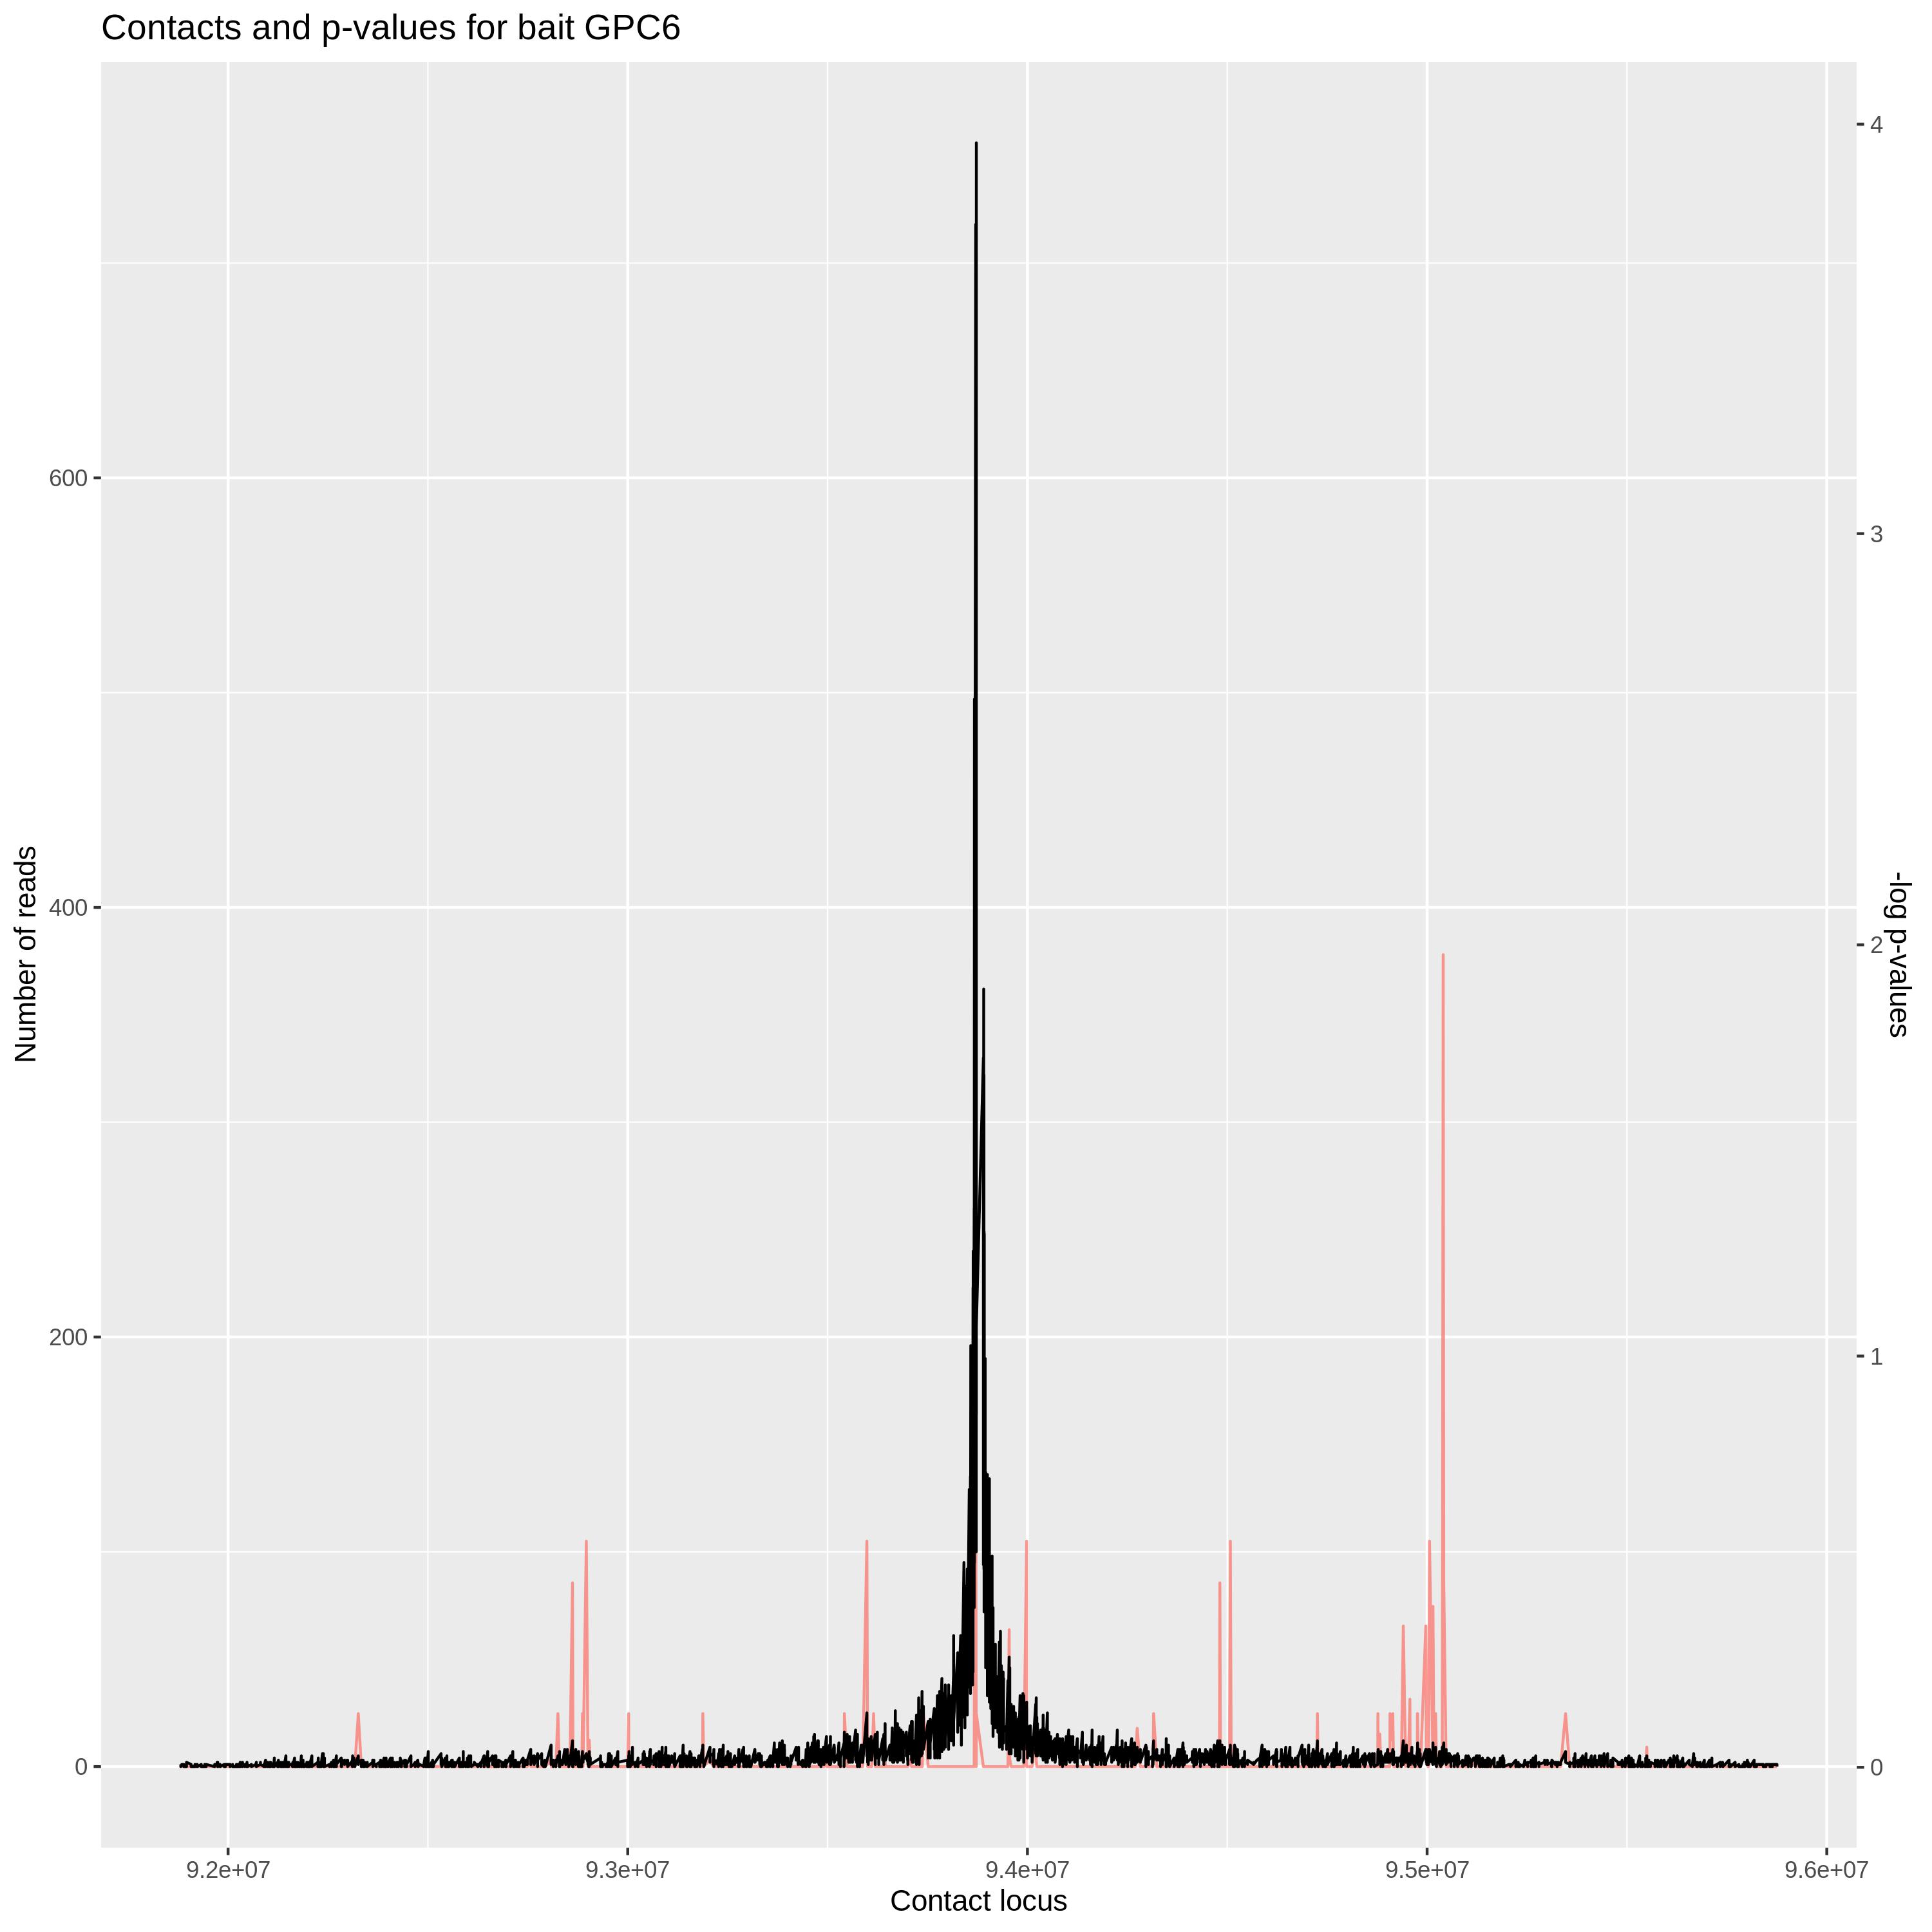 Contacts and p-values for bait GPC6
Number of reads
600
400
200
0
4
3
2
1
0
-log p-values
9.2e+07
9.3e+07
9.4e+07
9.5e+07
9.6e+07
Contact locus